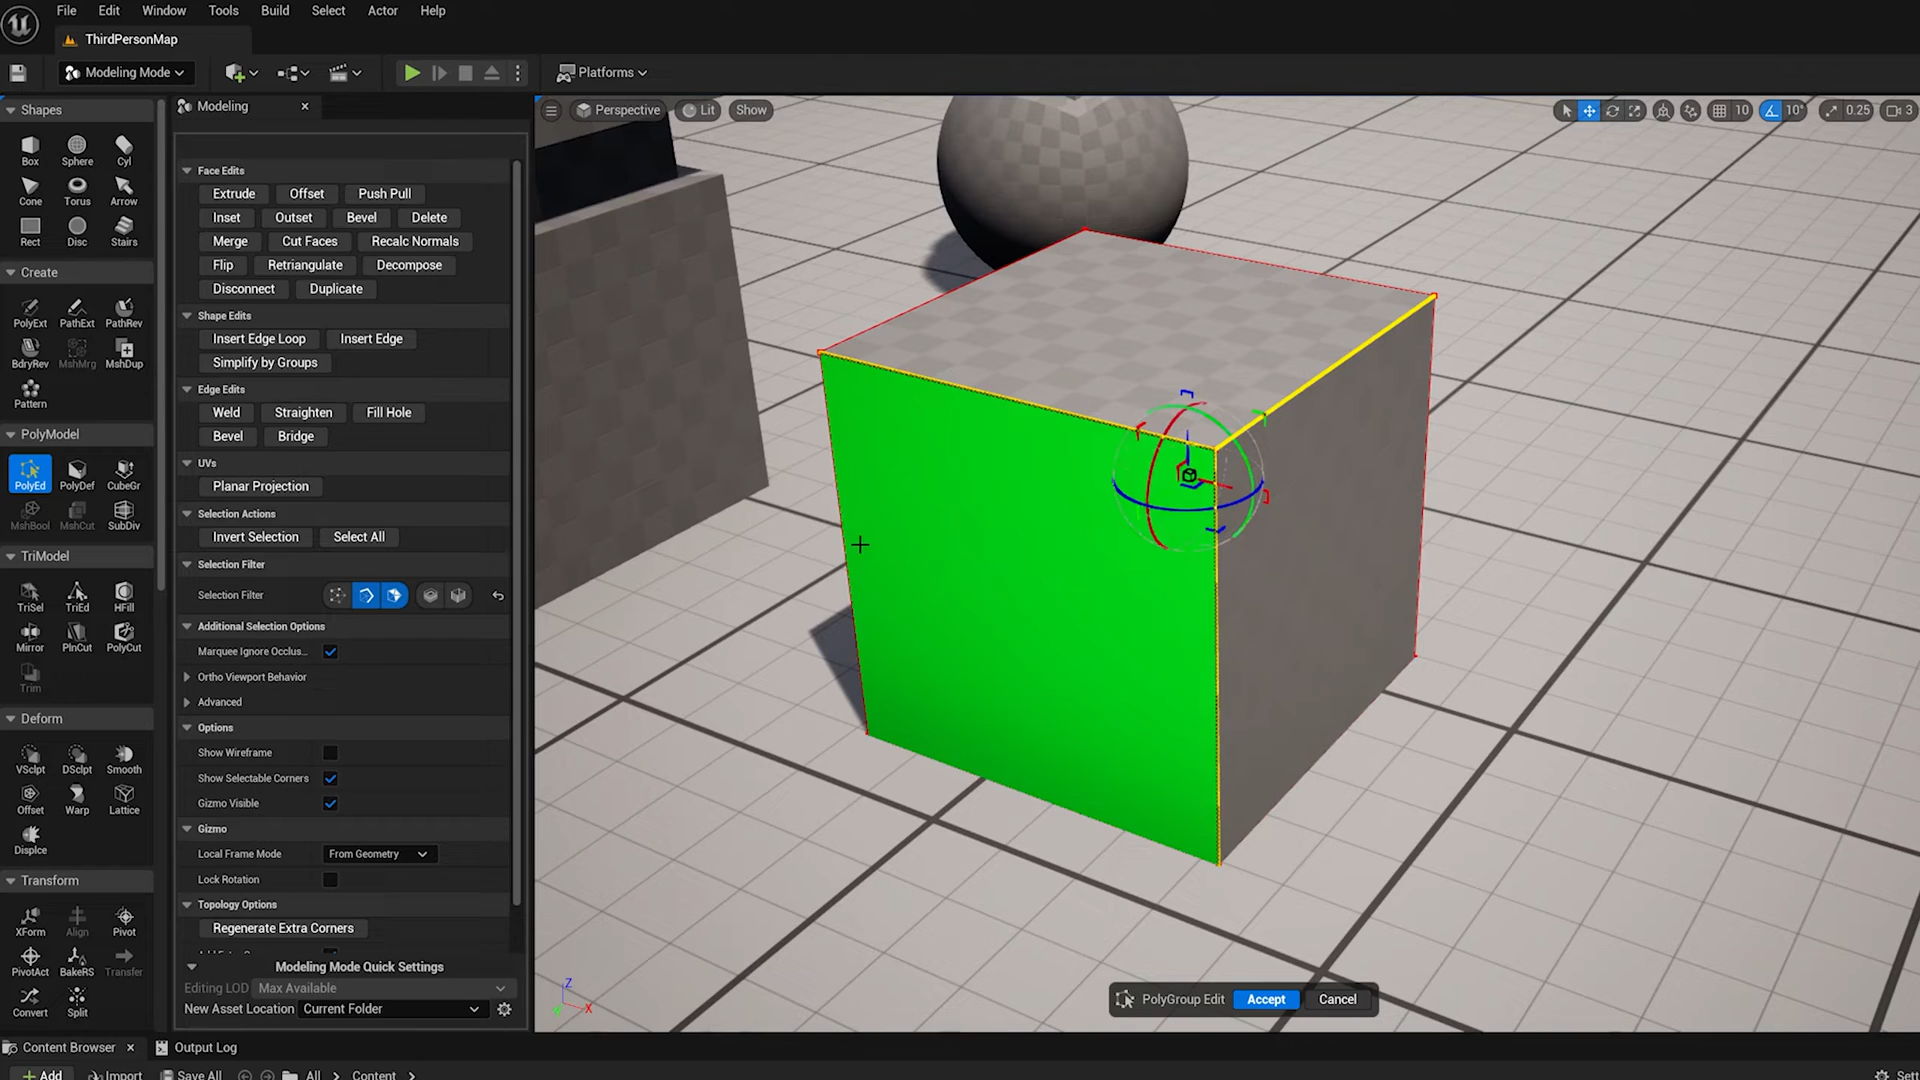 File Edit Window Tools Build Select Actor Help
ThirdPersonMap
Modeling Mode Platforms
Shapes
Box Sphere Cyl
Cone Torus Arrow
Rect Disc Stairs
Create
PolyExt PathExt PathRev
BdryRev MshMrg MshDup
Pattern
PolyModel
PolyEd PolyDef CubeGr
MshBool MshCut SubDiv
TriModel
TriSel TriEd HFill
Mirror PlnCut PolyCut
Trim
Deform
VSclpt DSclpt Smooth
Offset Warp Lattice
Displce
Transform
XForm Align Pivot
PivotAct BakeRS Transfer
Convert Split
Modeling
Face Edits
Extrude Offset Push Pull
Inset Outset Bevel Delete
Merge Cut Faces Recalc Normals
Flip Retriangulate Decompose
Disconnect Duplicate
Shape Edits
Insert Edge Loop Insert Edge
Simplify by Groups
Edge Edits
Weld Straighten Fill Hole
Bevel Bridge
UVs
Planar Projection
Selection Actions
Invert Selection Select All
Selection Filter
Selection Filter
Additional Selection Options
Marquee Ignore Occlus...
Ortho Viewport Behavior
Advanced
Options
Show Wireframe
Show Selectable Corners
Gizmo Visible
Gizmo
Local Frame Mode From Geometry
Lock Rotation
Topology Options
Regenerate Extra Corners
Modeling Mode Quick Settings
Editing LOD Max Available
New Asset Location Current Folder
Perspective Lit Show
10 10° 0.25 3
Z
X
PolyGroup Edit Accept Cancel
Content Browser Output Log
Add Import Save All All Content